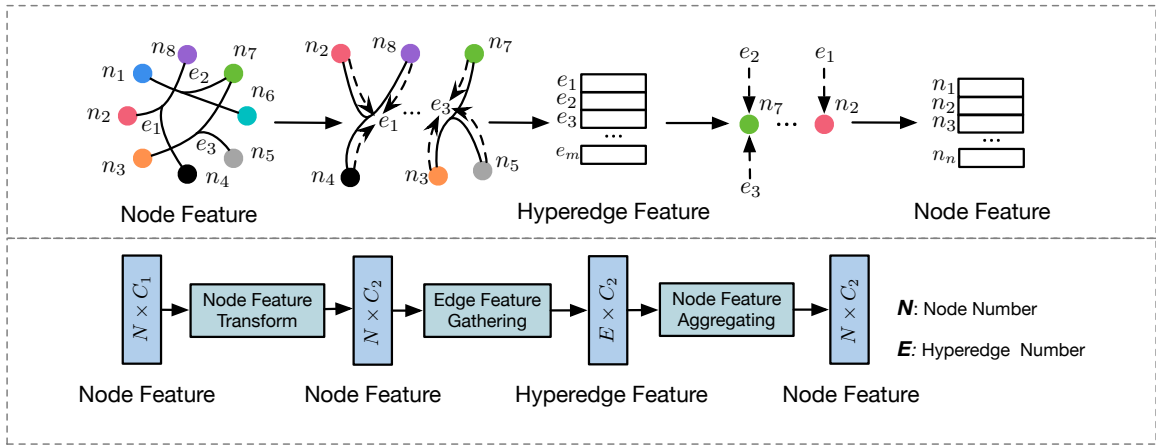 n₈
n₇
n₁
e₂
n₆
n₂
e₁
n₃
e₃
n₅
n₄
Node Feature
n₂
n₈
n₇
e₁
...
e₃
n₄
n₃
n₅
e₁
e₂
e₃
...
eₘ
Hyperedge Feature
e₂
e₁
n₇
...
n₂
e₃
n₁
n₂
n₃
...
nₙ
Node Feature
N × C₁
Node Feature
Transform
N × C₂
Edge Feature
Gathering
E × C₂
Node Feature
Aggregating
N × C₂
N: Node Number
E: Hyperedge Number
Node Feature
Node Feature
Hyperedge Feature
Node Feature